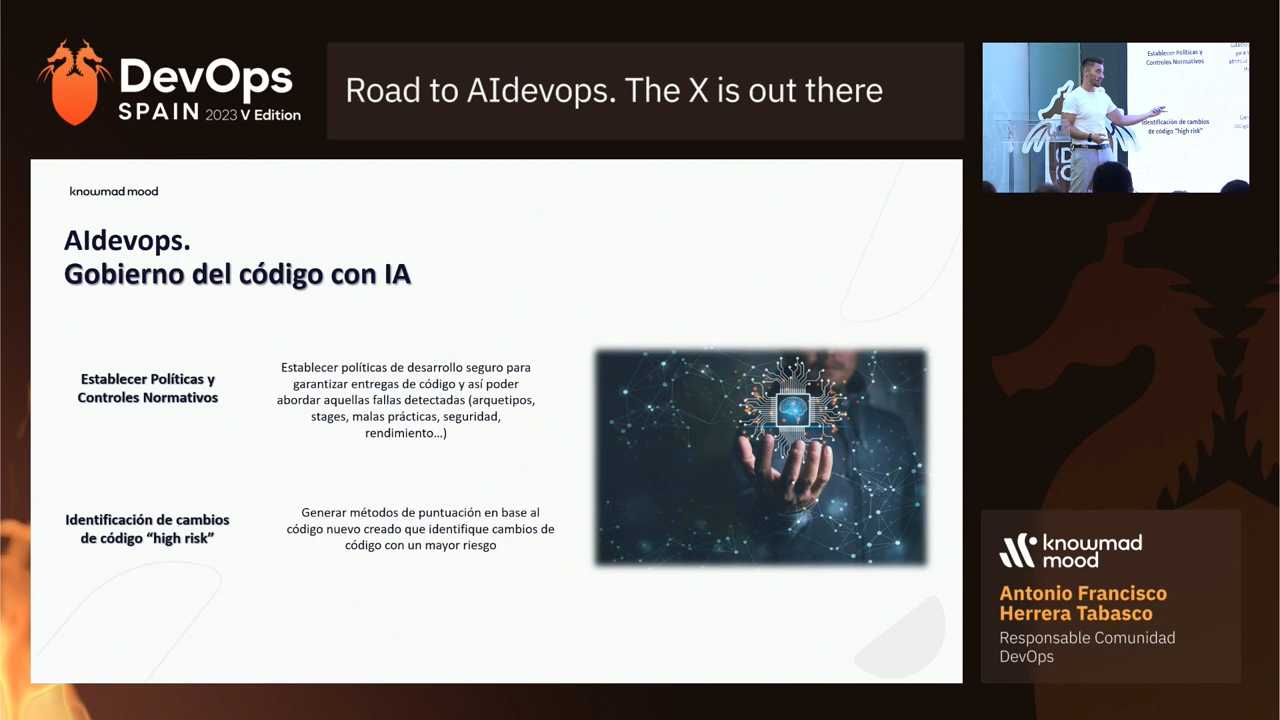 DevOps
SPAIN 2023 V Edition
Road to AIdevops. The X is out there
Establecer Políticas y
Controles Normativos
Identificación de cambios
de código "high risk"
knowmad mood
AIdevops.
Gobierno del código con IA
Establecer Políticas y
Controles Normativos
Establecer políticas de desarrollo seguro para
garantizar entregas de código y así poder
abordar aquellas fallas detectadas (arquetipos,
stages, malas prácticas, seguridad,
rendimiento...)
Identificación de cambios
de código “high risk”
Generar métodos de puntuación en base al
código nuevo creado que identifique cambios de
código con un mayor riesgo
knowmad
mood
Antonio Francisco
Herrera Tabasco
Responsable Comunidad
DevOps